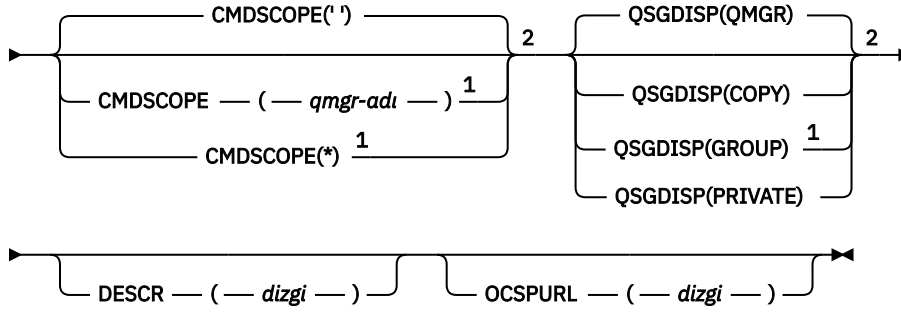 CMDSCOPE(' ')
2
CMDSCOPE ( qmgr-adı ) 1
CMDSCOPE(*) 1
QSGDISP(QMGR)
2
QSGDISP(COPY)
QSGDISP(GROUP) 1
QSGDISP(PRIVATE)
DESCR ( dizgi )
OCSPURL ( dizgi )